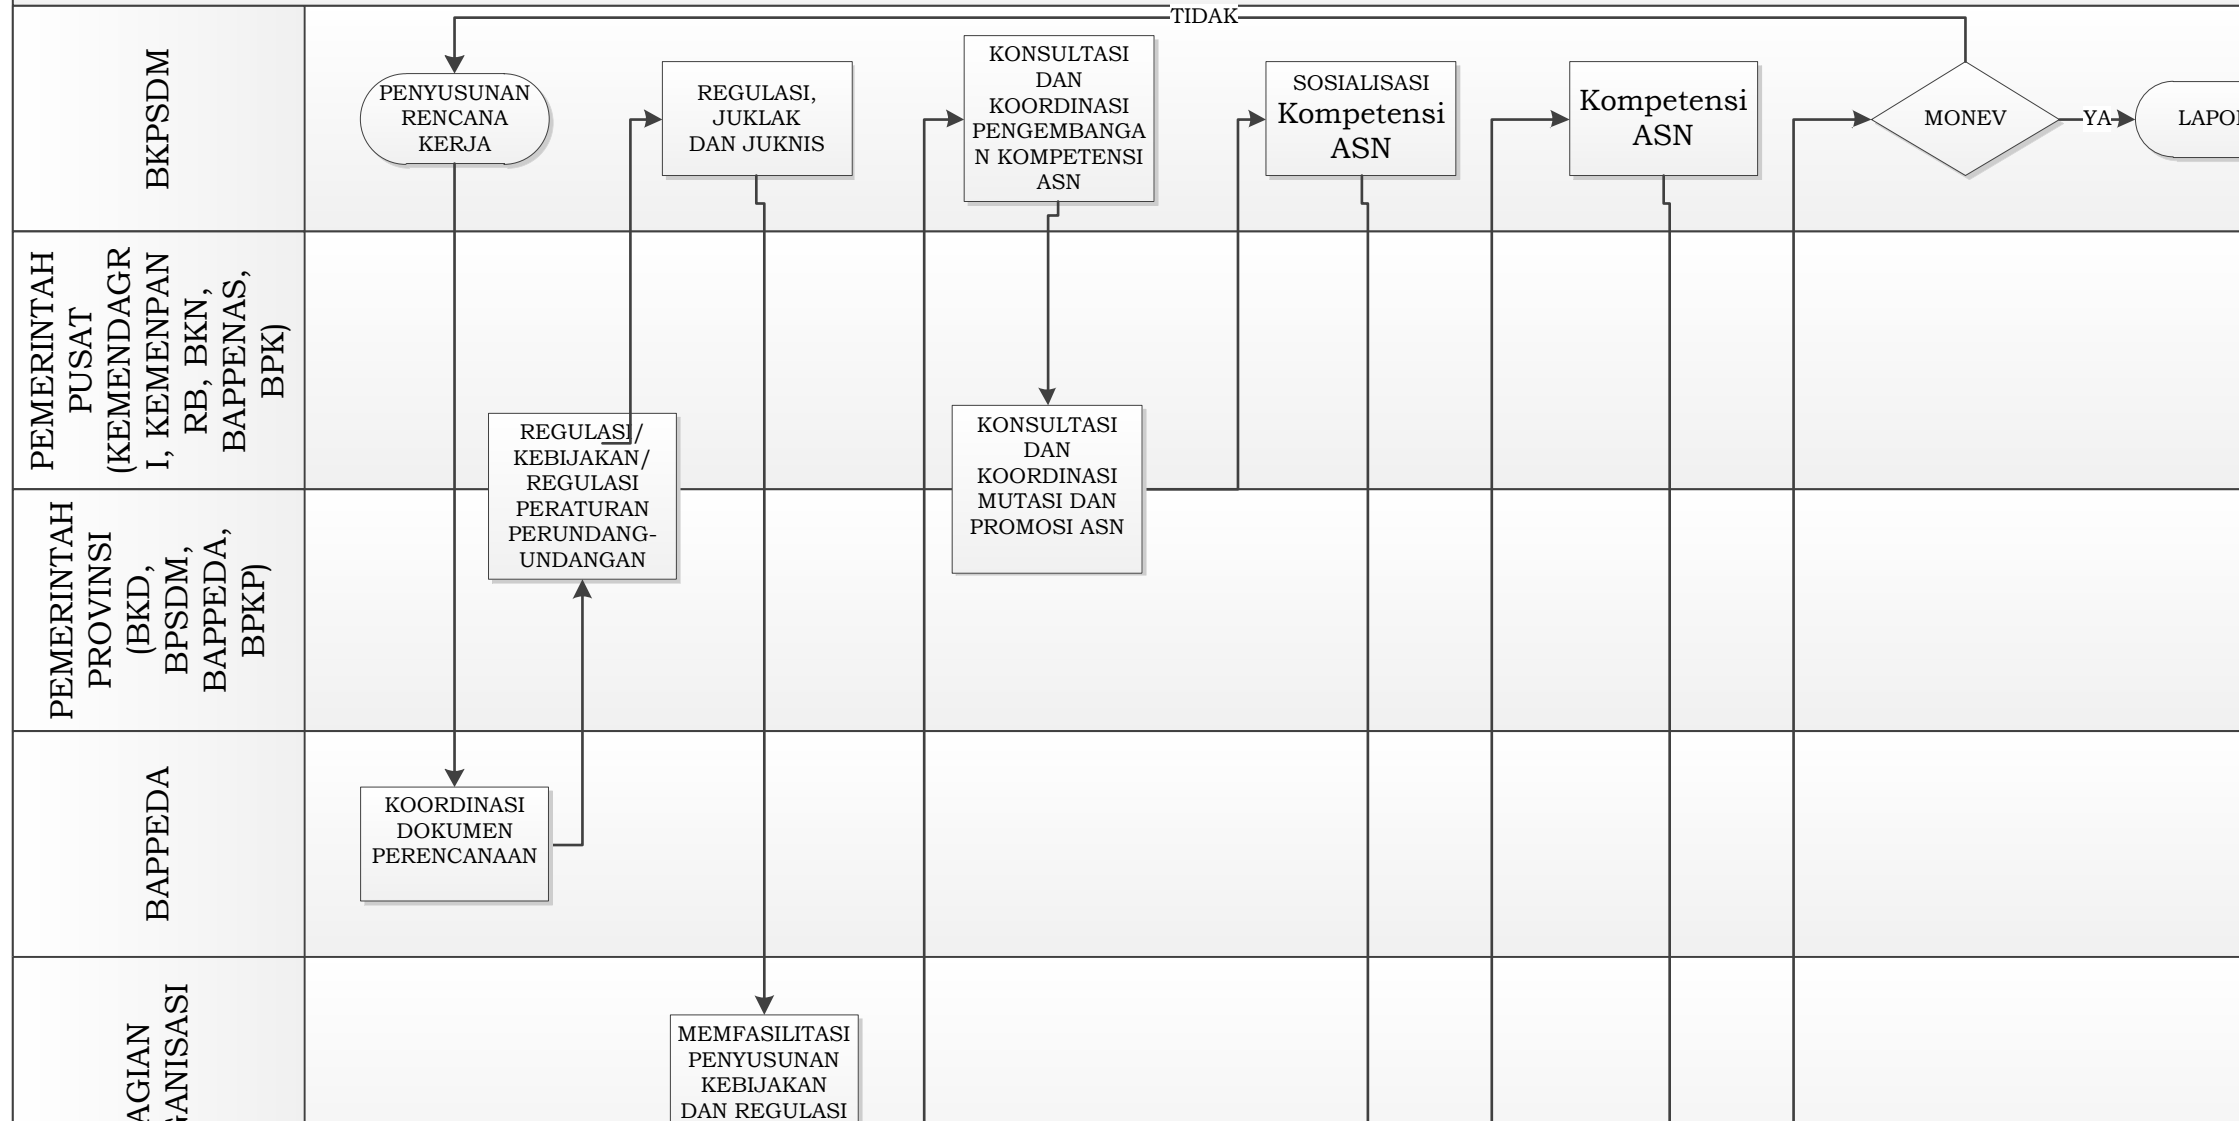 TIDAK
BKPSDM
PENYUSUNAN
RENCANA
KERJA
REGULASI,
JUKLAK
DAN JUKNIS
KONSULTASI
DAN
KOORDINASI
PENGEMBANGA
N KOMPETENSI
ASN
SOSIALISASI
Kompetensi
ASN
Kompetensi
ASN
MONEV
YA
LAPO
PEMERINTAH
PUSAT
(KEMENDAGR
I, KEMENPAN
RB, BKN,
BAPPENAS,
BPK)
REGULASI/
KEBIJAKAN/
REGULASI
PERATURAN
PERUNDANG-
UNDANGAN
KONSULTASI
DAN
KOORDINASI
MUTASI DAN
PROMOSI ASN
PEMERINTAH
PROVINSI
(BKD,
BPSDM,
BAPPEDA,
BPKP)
BAPPEDA
KOORDINASI
DOKUMEN
PERENCANAAN
AGIAN
GANISASI
MEMFASILITASI
PENYUSUNAN
KEBIJAKAN
DAN REGULASI